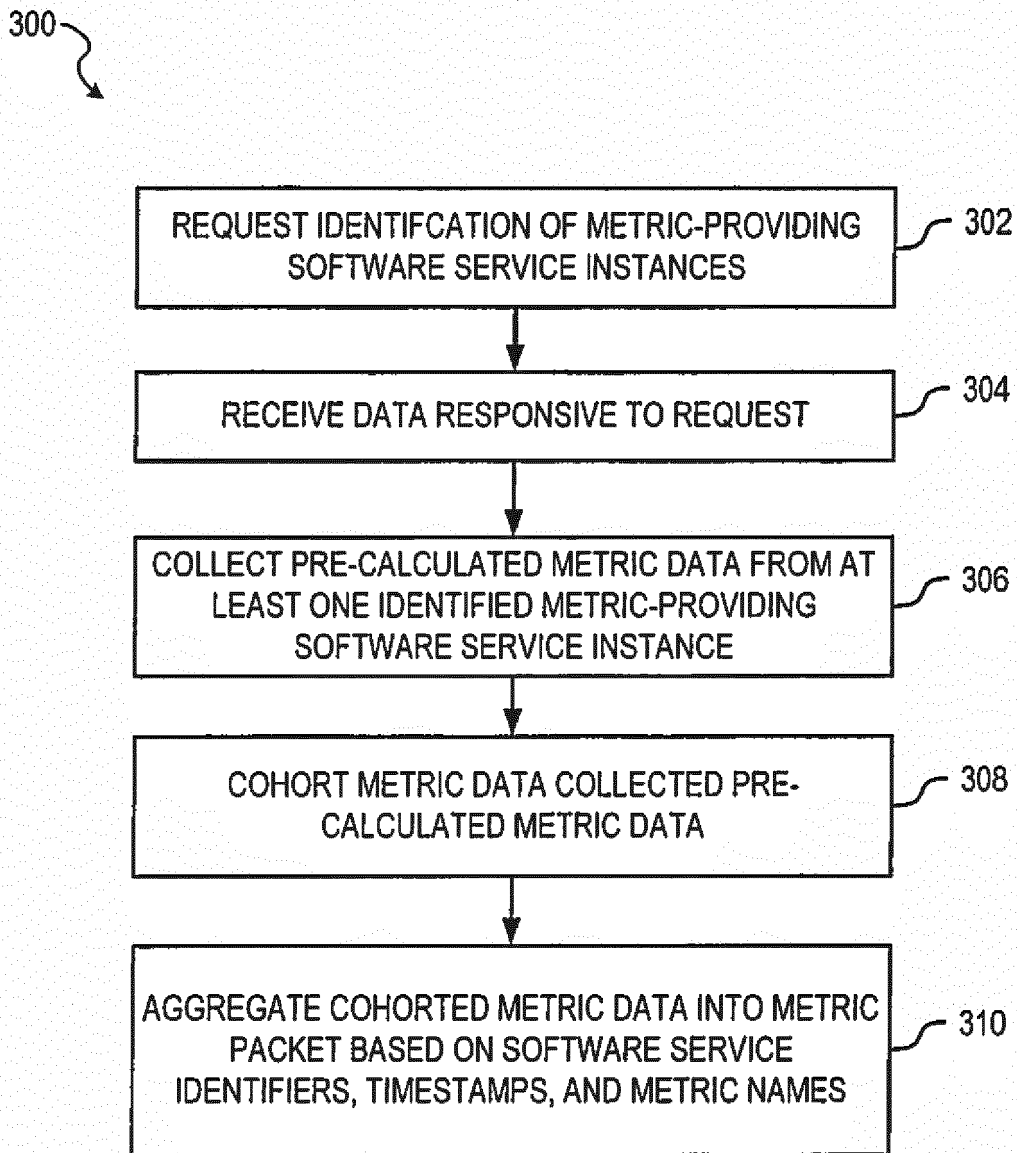 300
REQUEST IDENTIFCATION OF METRIC-PROVIDING
SOFTWARE SERVICE INSTANCES
302
RECEIVE DATA RESPONSIVE TO REQUEST
304
COLLECT PRE-CALCULATED METRIC DATA FROM AT
LEAST ONE IDENTIFIED METRIC-PROVIDING
SOFTWARE SERVICE INSTANCE
306
COHORT METRIC DATA COLLECTED PRE-
CALCULATED METRIC DATA
308
AGGREGATE COHORTED METRIC DATA INTO METRIC
PACKET BASED ON SOFTWARE SERVICE
IDENTIFIERS, TIMESTAMPS, AND METRIC NAMES
310